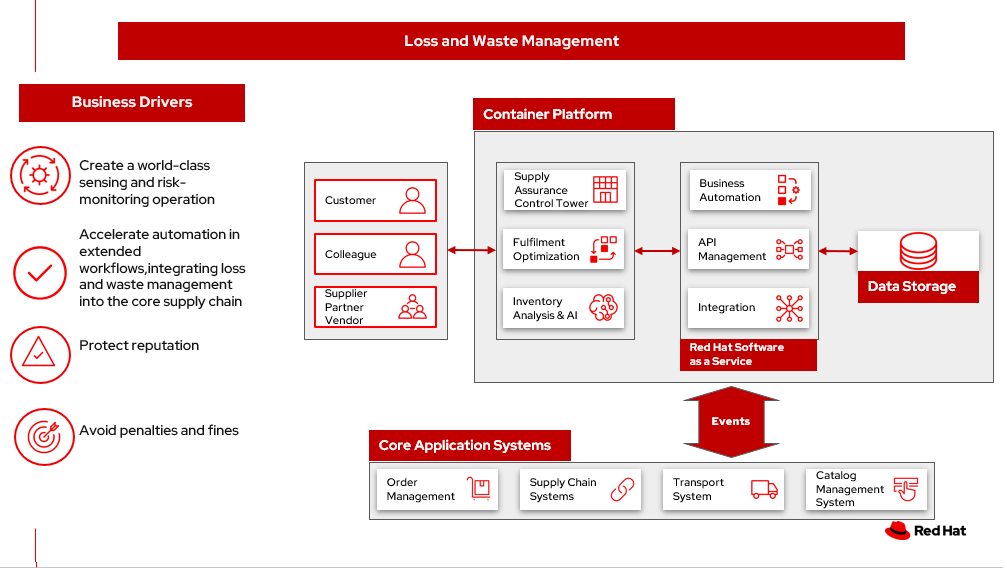 Loss and Waste Management
Business Drivers
Create a world-class
sensing and risk-
monitoring operation
Accelerate automation in
extended
workflows,integrating loss
and waste management
into the core supply chain
Protect reputation
Avoid penalties and fines
Container Platform
Customer
Colleague
Supplier
Partner
Vendor
Supply
Assurance
Control Tower
Fulfilment
Optimization
Inventory
Analysis & AI
Business
Automation
API
Management
Integration
Red Hat Software
as a Service
Data Storage
Events
Core Application Systems
Order
Management
Supply Chain
Systems
Transport
System
Catalog
Management
System
Red Hat